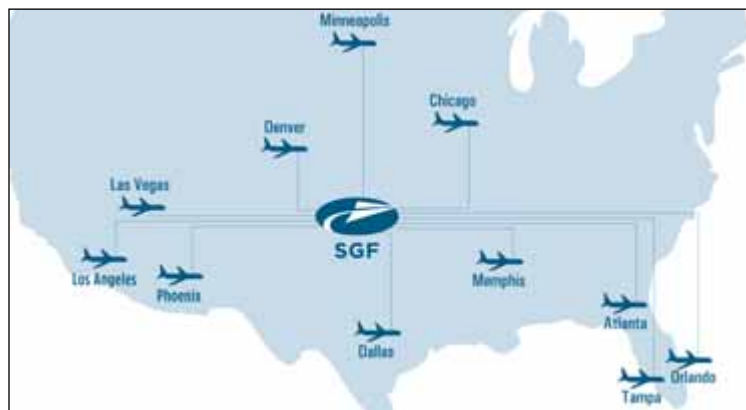 Minneapolis
Chicago
Denver
Las Vegas
SGF
Los Angeles
Phoenix
Memphis
Atlanta
Dallas
Orlando
Tampa